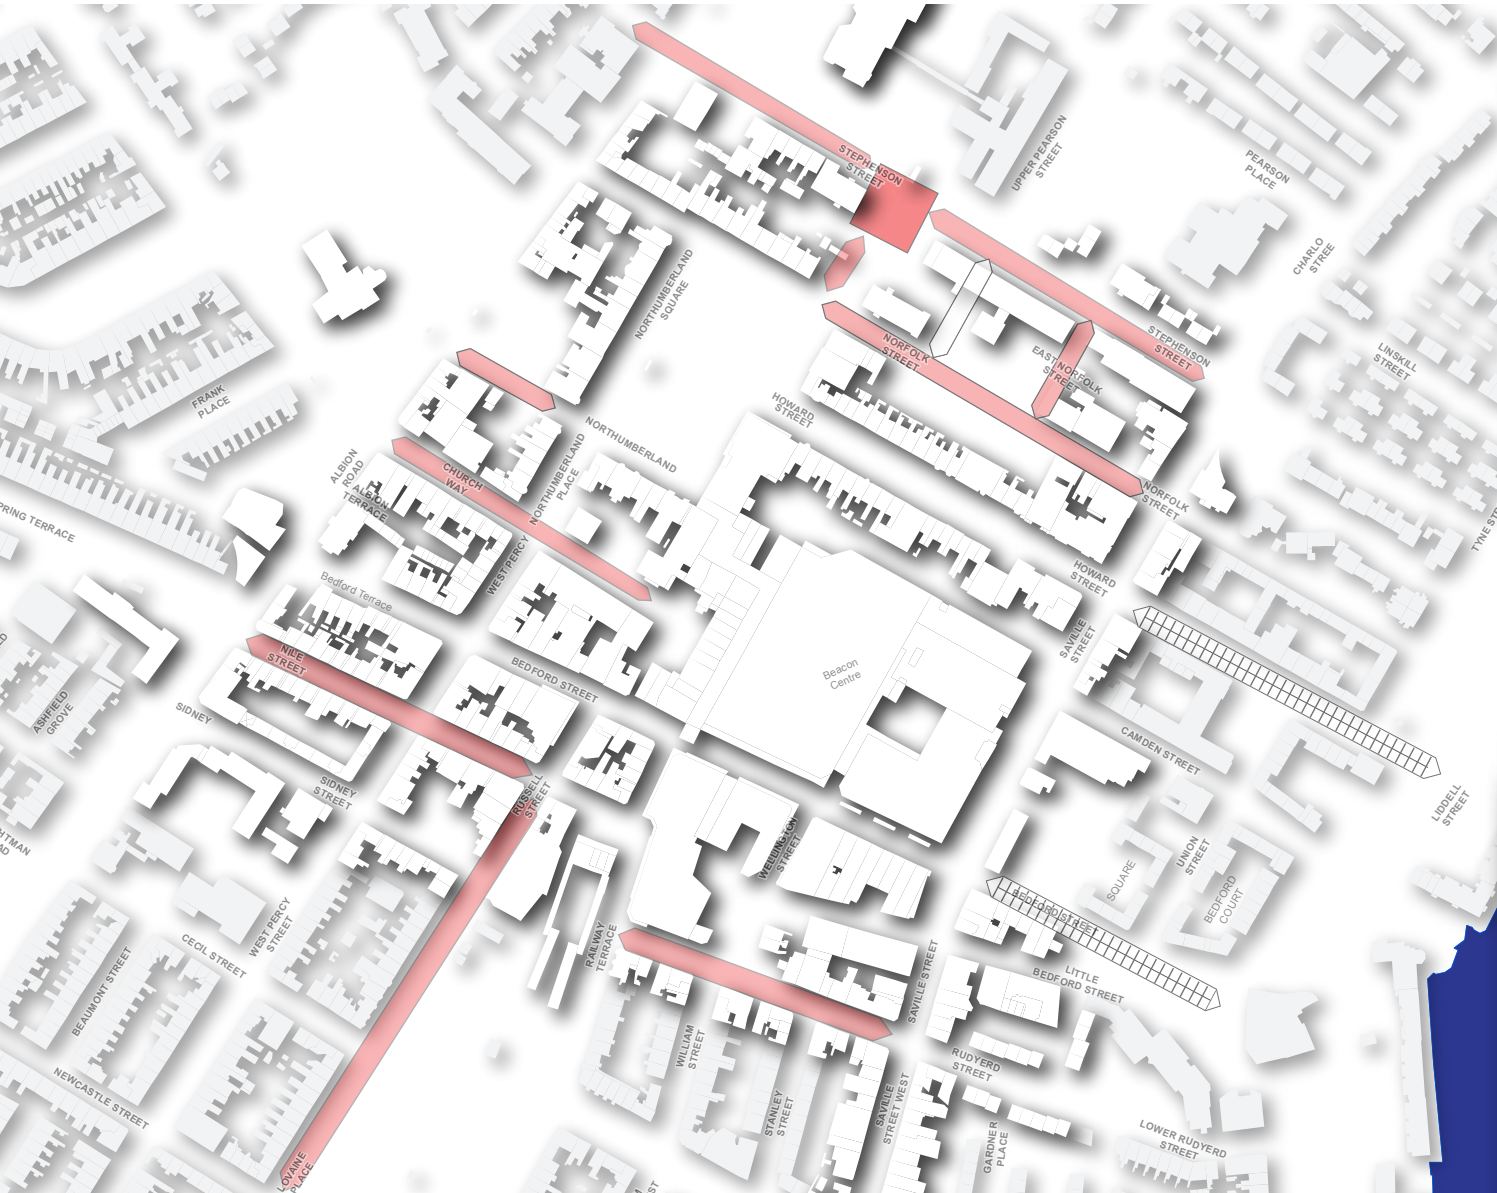 STEPHENSON
STREET
UPPER PEARSON
STREET
PEARSON
PLACE
CHARLO
STREE
NORTHUMBERLAND
SQUARE
NORFOLK
STREET
EAST NORFOLK
STREET
STEPHENSON
STREET
LINSKILL
STREET
FRANK
PLACE
HOWARD
STREET
NORTHUMBERLAND
ALBION
ROAD
CHURCH
WAY
NORTHUMBERLAND
PLACE
ALBION
TERRACE
NORFOLK
STREET
TYNE STR
PRING TERRACE
WEST PERCY
HOWARD
STREET
Bedford Terrace
SAVILLE
STREET
NILE
STREET
BEDFORD STREET
Beacon
Centre
ASHFIELD
GROVE
SIDNEY
CAMDEN STREET
SIDNEY
STREET
RUSSELL
STREET
LIDDELL
STREET
WELLINGTON
STREET
UNION
STREET
SQUARE
BEDFORD
COURT
BEDFORD STREET
WEST PERCY
STREET
CECIL STREET
RAILWAY
TERRACE
BEAUMONT STREET
SAVILLE STREET
LITTLE
BEDFORD STREET
WILLIAM
STREET
RUDYERD
STREET
NEWCASTLE STREET
STANLEY
STREET
SAVILLE
STREET WEST
GARDNER
PLACE
LOWER RUDYERD
STREET
LOVAINE
PLACE